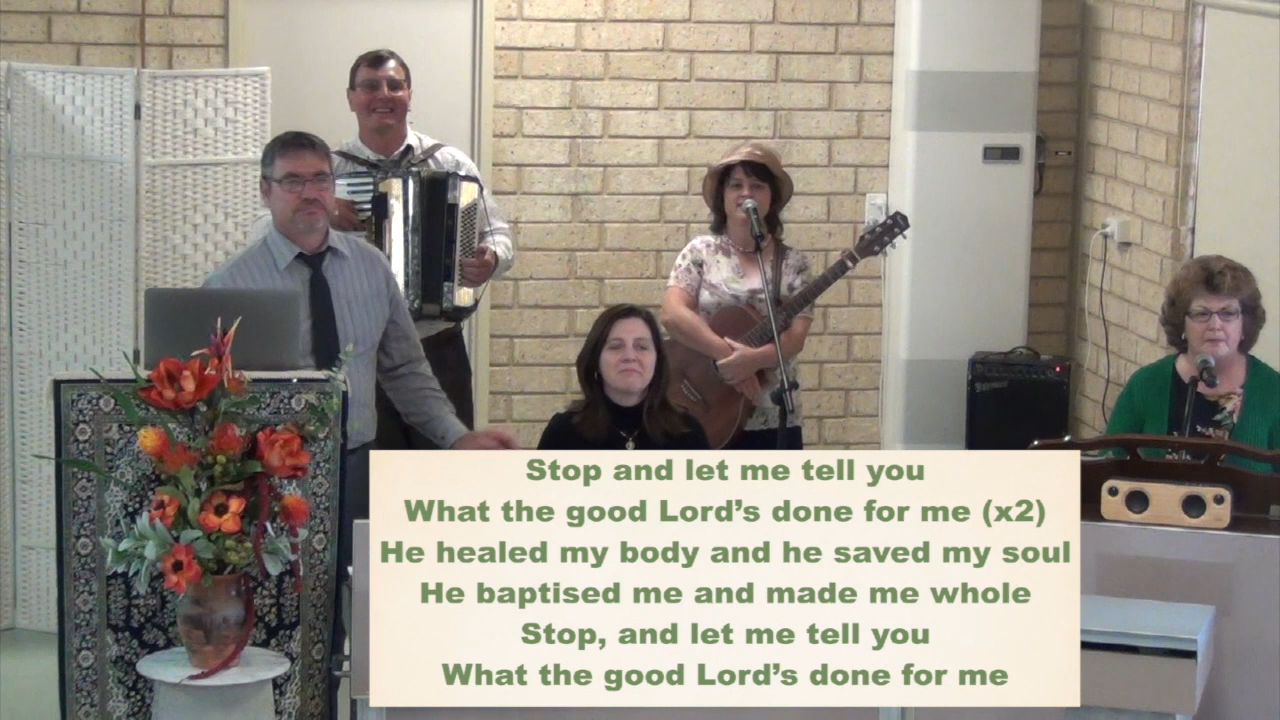 Stop and let me tell you
What the good Lord’s done for me (x2)
He healed my body and he saved my soul
He baptised me and made me whole
Stop, and let me tell you
What the good Lord’s done for me